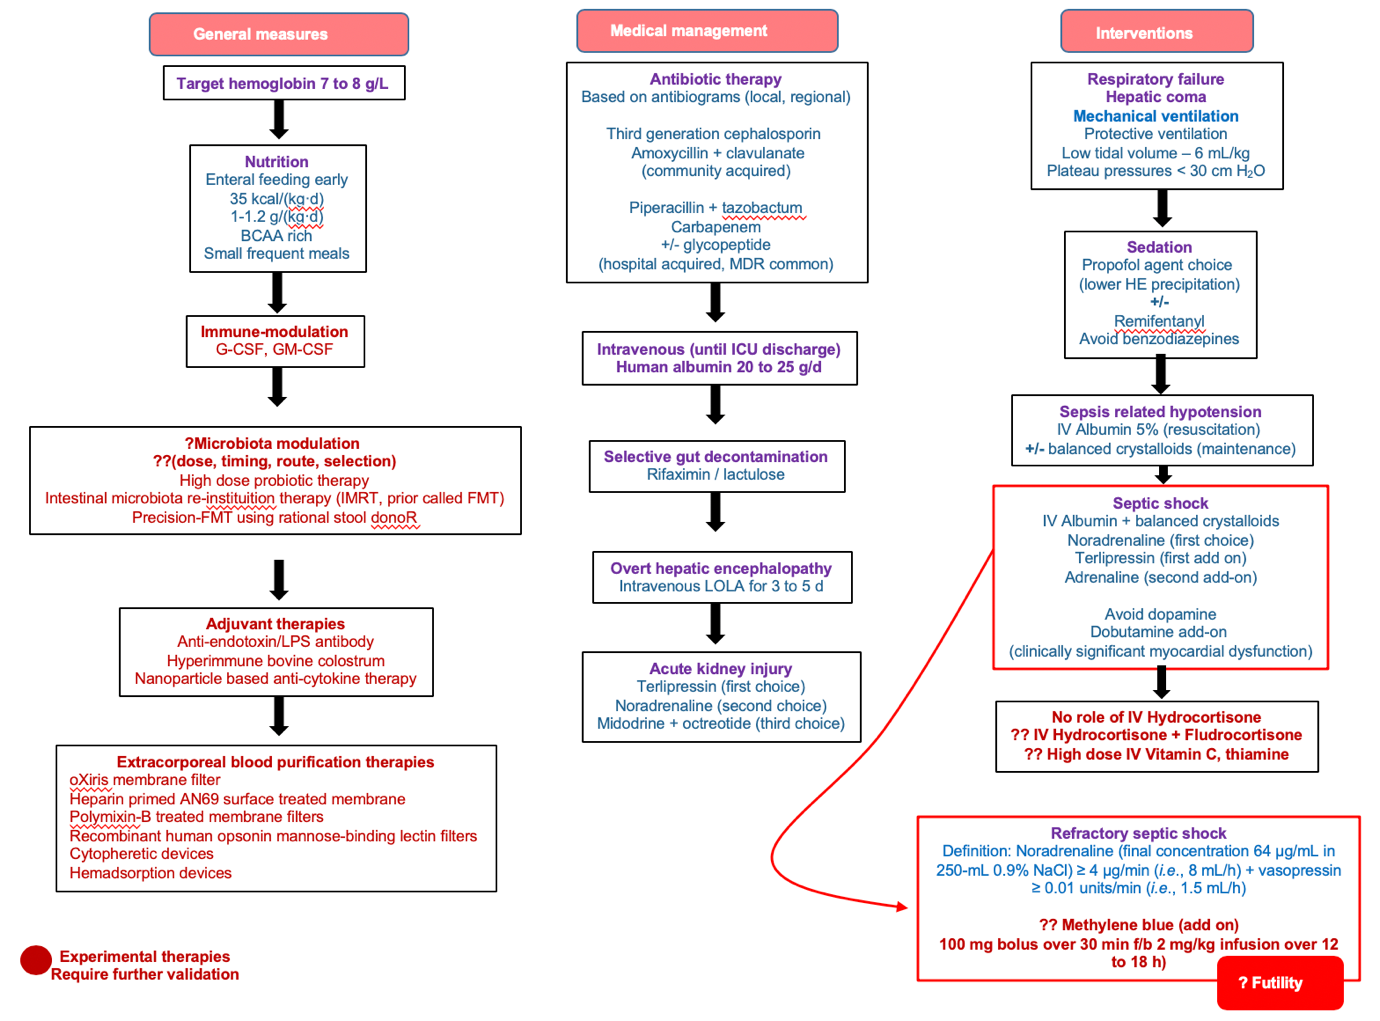 General measures
Target hemoglobin 7 to 8 g/L
Nutrition
Enteral feeding early
35 kcal/(kg·d)
1-1.2 g/(kg·d)
BCAA rich
Small frequent meals
Immune-modulation
G-CSF, GM-CSF
?Microbiota modulation
??(dose, timing, route, selection)
High dose probiotic therapy
Intestinal microbiota re-instituition therapy (IMRT, prior called FMT)
Precision-FMT using rational stool donoR
Adjuvant therapies
Anti-endotoxin/LPS antibody
Hyperimmune bovine colostrum
Nanoparticle based anti-cytokine therapy
Extracorporeal blood purification therapies
oXiris membrane filter
Heparin primed AN69 surface treated membrane
Polymixin-B treated membrane filters
Recombinant human opsonin mannose-binding lectin filters
Cytopheretic devices
Hemadsorption devices
Experimental therapies
Require further validation
Medical management
Antibiotic therapy
Based on antibiograms (local, regional)
Third generation cephalosporin
Amoxycillin + clavulanate
(community acquired)
Piperacillin + tazobactum
Carbapenem
+/- glycopeptide
(hospital acquired, MDR common)
Intravenous (until ICU discharge)
Human albumin 20 to 25 g/d
Selective gut decontamination
Rifaximin / lactulose
Overt hepatic encephalopathy
Intravenous LOLA for 3 to 5 d
Acute kidney injury
Terlipressin (first choice)
Noradrenaline (second choice)
Midodrine + octreotide (third choice)
Interventions
Respiratory failure
Hepatic coma
Mechanical ventilation
Protective ventilation
Low tidal volume – 6 mL/kg
Plateau pressures < 30 cm H₂O
Sedation
Propofol agent choice
(lower HE precipitation)
+/-
Remifentanyl
Avoid benzodiazepines
Sepsis related hypotension
IV Albumin 5% (resuscitation)
+/- balanced crystalloids (maintenance)
Septic shock
IV Albumin + balanced crystalloids
Noradrenaline (first choice)
Terlipressin (first add on)
Adrenaline (second add-on)
Avoid dopamine
Dobutamine add-on
(clinically significant myocardial dysfunction)
No role of IV Hydrocortisone
?? IV Hydrocortisone + Fludrocortisone
?? High dose IV Vitamin C, thiamine
Refractory septic shock
Definition: Noradrenaline (final concentration 64 µg/mL in
250-mL 0.9% NaCl) ≥ 4 µg/min (i.e., 8 mL/h) + vasopressin
≥ 0.01 units/min (i.e., 1.5 mL/h)
?? Methylene blue (add on)
100 mg bolus over 30 min f/b 2 mg/kg infusion over 12
to 18 h)
? Futility